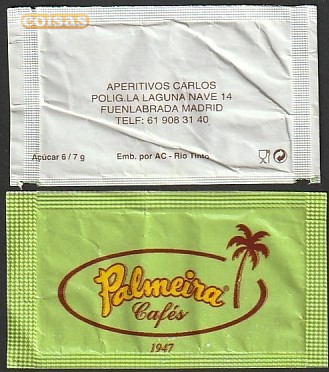 coisas
APERITIVOS CARLOS
POLIG.LA LAGUNA NAVE 14
FUENLABRADA MADRID
TELF: 61 908 31 40
Açúcar 6 / 7 g Emb. por AC - Rio Tinto
Palmeira®
Cafés
1947